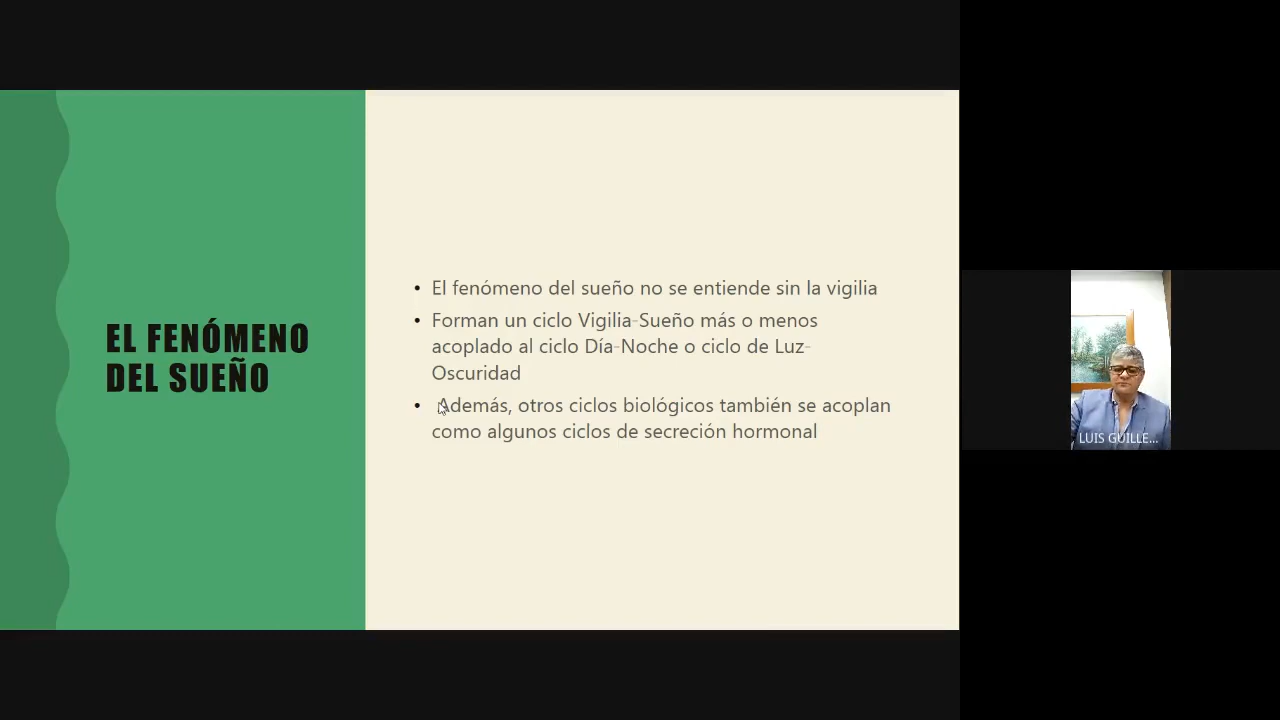 EL FENÓMENO
DEL SUEÑO
• El fenómeno del sueño no se entiende sin la vigilia
• Forman un ciclo Vigilia-Sueño más o menos
acoplado al ciclo Día-Noche o ciclo de Luz-
Oscuridad
• Además, otros ciclos biológicos también se acoplan
como algunos ciclos de secreción hormonal
LUIS GUILLE...